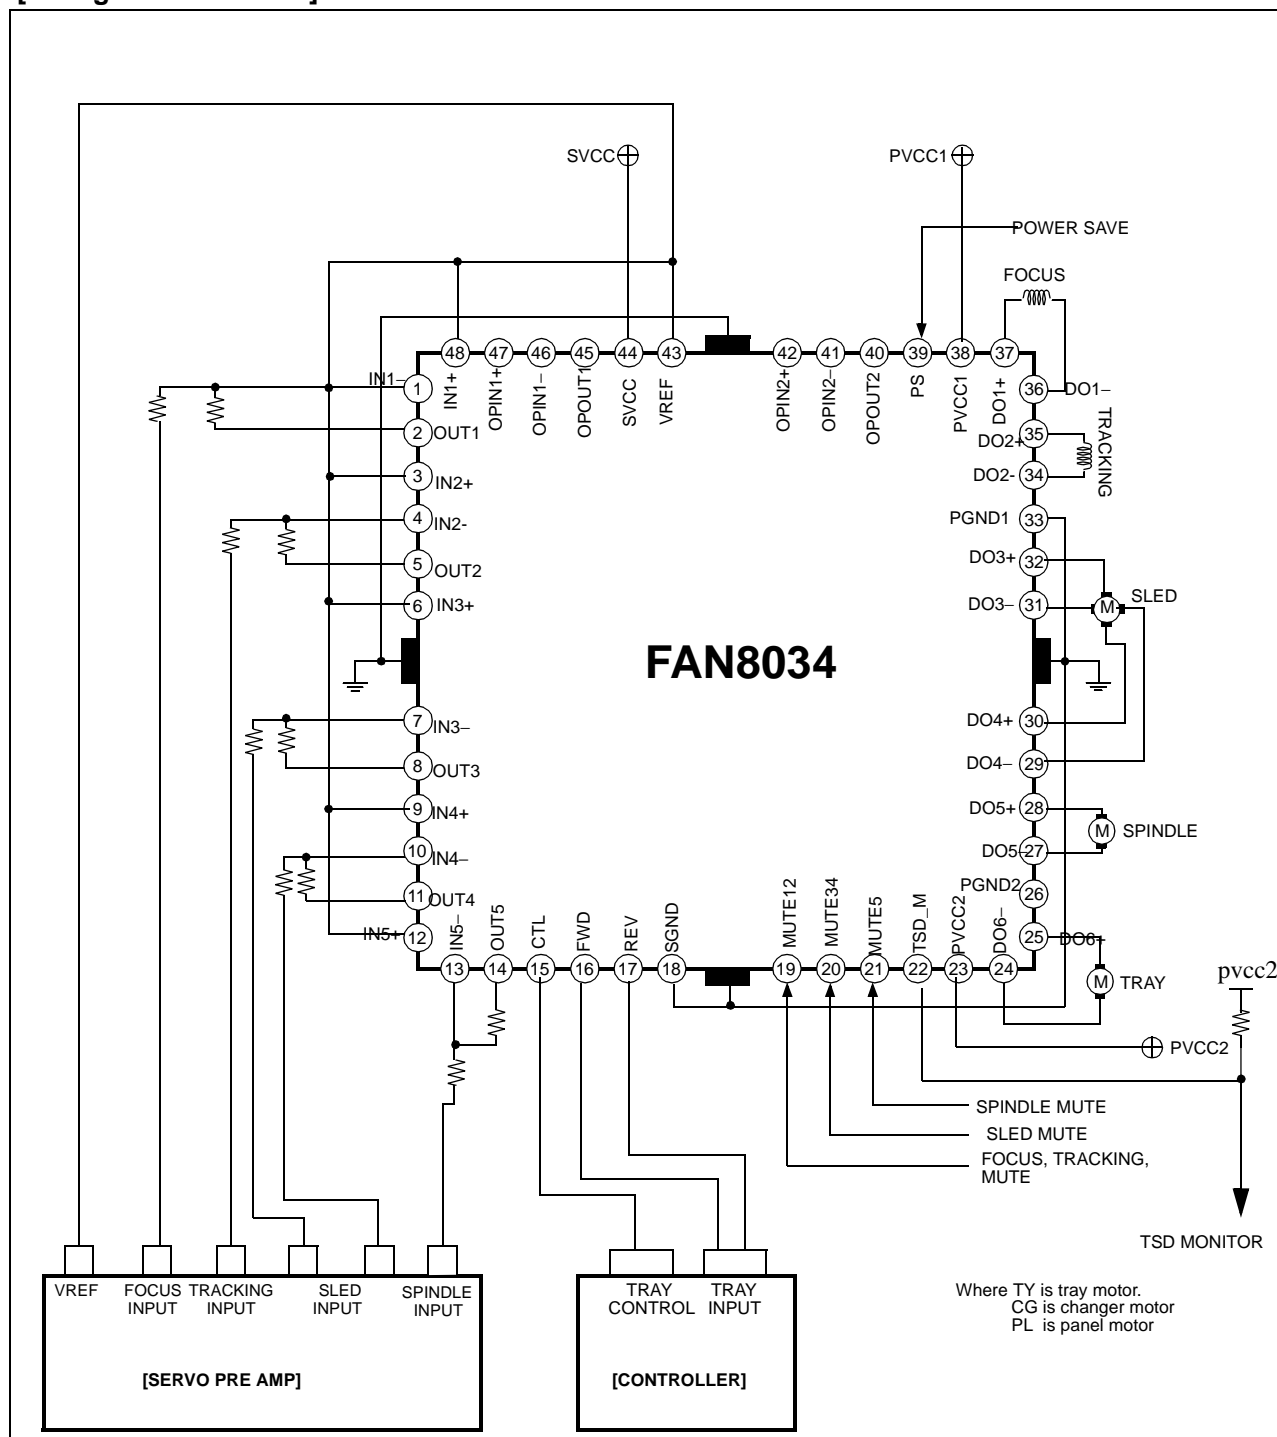 SVCC
PVCC1
POWER SAVE
FOCUS
48
47
46
45
44
43
42
41
40
39
38
37
IN1+
OPIN1+
OPIN1–
OPOUT1
SVCC
VREF
OPIN2+
OPIN2–
OPOUT2
PS
PVCC1
DO1+
IN1–
1
2
OUT1
3
IN2+
4
IN2-
5
OUT2
6
IN3+
7
IN3–
8
OUT3
9
IN4+
10
IN4–
11
OUT4
IN5+
12
FAN8034
36
DO1–
DO2+
35
TRACKING
DO2-
34
PGND1
33
DO3+
32
DO3–
31
M
SLED
DO4+
30
DO4–
29
DO5+
28
M
SPINDLE
DO5–
27
PGND2
26
25
DO6+
IN5–
OUT5
CTL
FWD
REV
SGND
MUTE12
MUTE34
MUTE5
TSD_M
PVCC2
DO6–
13
14
15
16
17
18
19
20
21
22
23
24
M
TRAY
pvcc2
PVCC2
SPINDLE MUTE
SLED MUTE
FOCUS, TRACKING,
MUTE
TSD MONITOR
VREF
FOCUS
INPUT
TRACKING
INPUT
SLED
INPUT
SPINDLE
INPUT
[SERVO PRE AMP]
TRAY
CONTROL
TRAY
INPUT
[CONTROLLER]
Where TY is tray motor.
CG is changer motor
PL is panel motor